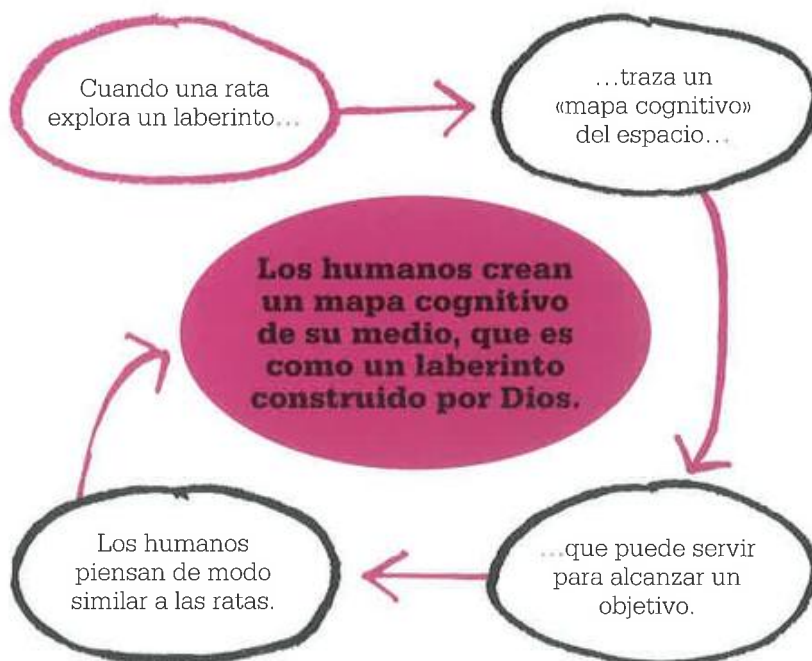 Cuando una rata
explora un laberinto…
…traza un
«mapa cognitivo»
del espacio…
…que puede servir
para alcanzar un
objetivo.
Los humanos
piensan de modo
similar a las ratas.
Los humanos crean
un mapa cognitivo
de su medio, que es
como un laberinto
construido por Dios.